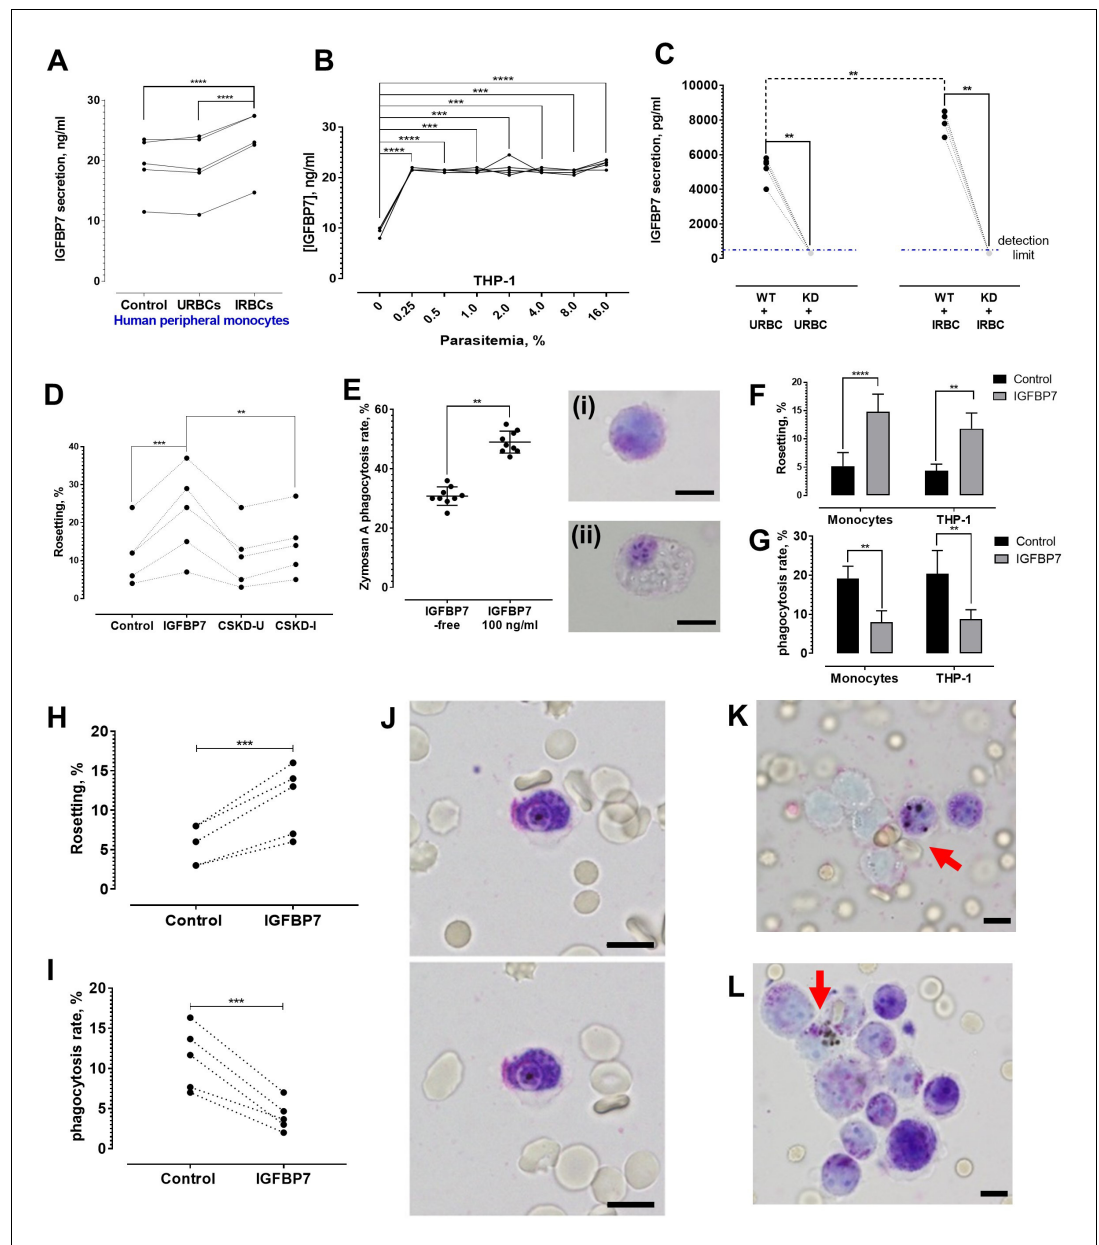 A
IGFBP7 secretion, ng/ml
30
20
10
0
****
****
Control URBCs IRBCs
Human peripheral monocytes
B
[IGFBP7], ng/ml
30
20
10
0
****
***
***
***
***
****
****
THP-1
0 0.25 0.5 1.0 2.0 4.0 8.0 16.0
Parasitemia, %
C
IGFBP7 secretion, pg/ml
10000
8000
6000
4000
2000
0
**
**
**
detection
limit
WT KD WT KD
+ + + +
URBC URBC IRBC IRBC
D
Rosetting, %
40
30
20
10
0
***
**
Control IGFBP7 CSKD-U CSKD-I
E
Zymosan A phagocytosis rate, %
60
40
20
0
**
IGFBP7 IGFBP7
-free 100 ng/ml
(i)
(ii)
F
Rosetting, %
20
15
10
5
0
****
**
Control
IGFBP7
Monocytes THP-1
G
phagocytosis rate, %
30
20
10
0
**
**
Control
IGFBP7
Monocytes THP-1
H
Rosetting, %
20
15
10
5
0
***
Control IGFBP7
I
phagocytosis rate, %
20
15
10
5
0
***
Control IGFBP7
J
K
L